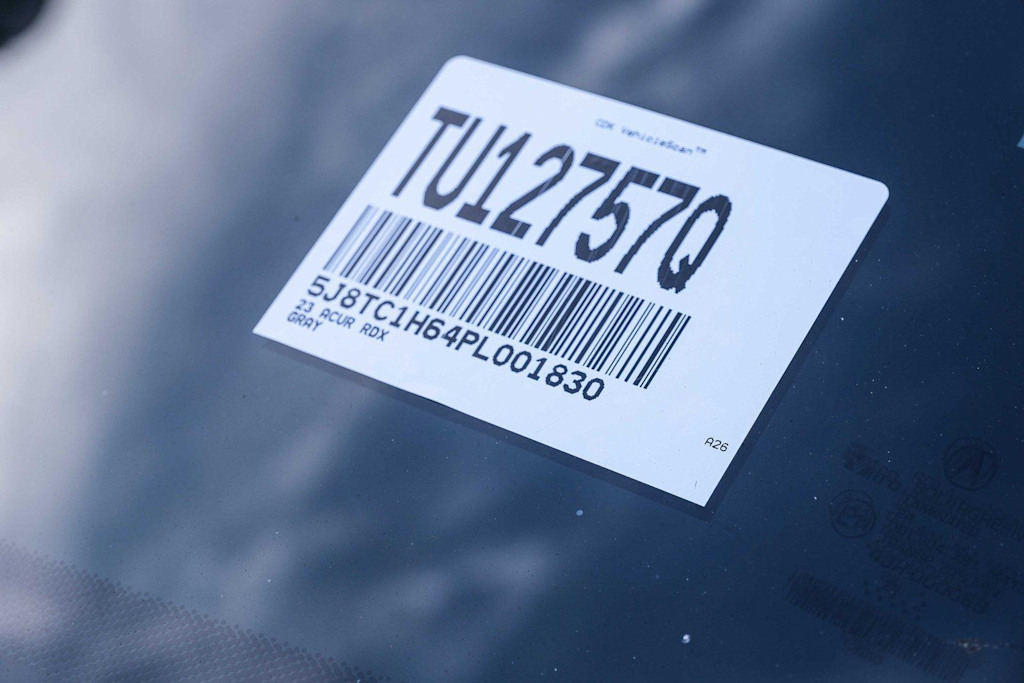 CDK VehicleScan™
TU12757Q
5J8TC1H64PL001830
23 ACUR RDX
GRAY
A26